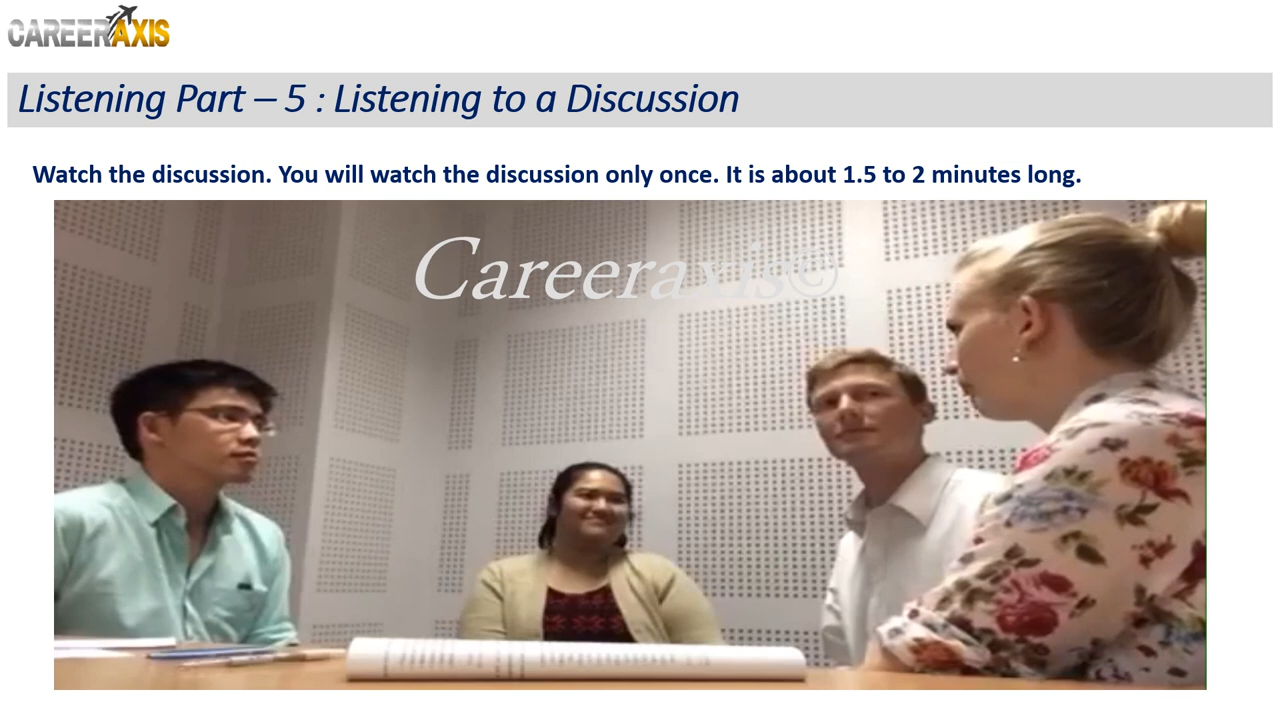 CAREERAXIS
Listening Part – 5 : Listening to a Discussion
Watch the discussion. You will watch the discussion only once. It is about 1.5 to 2 minutes long.
Careeraxis©